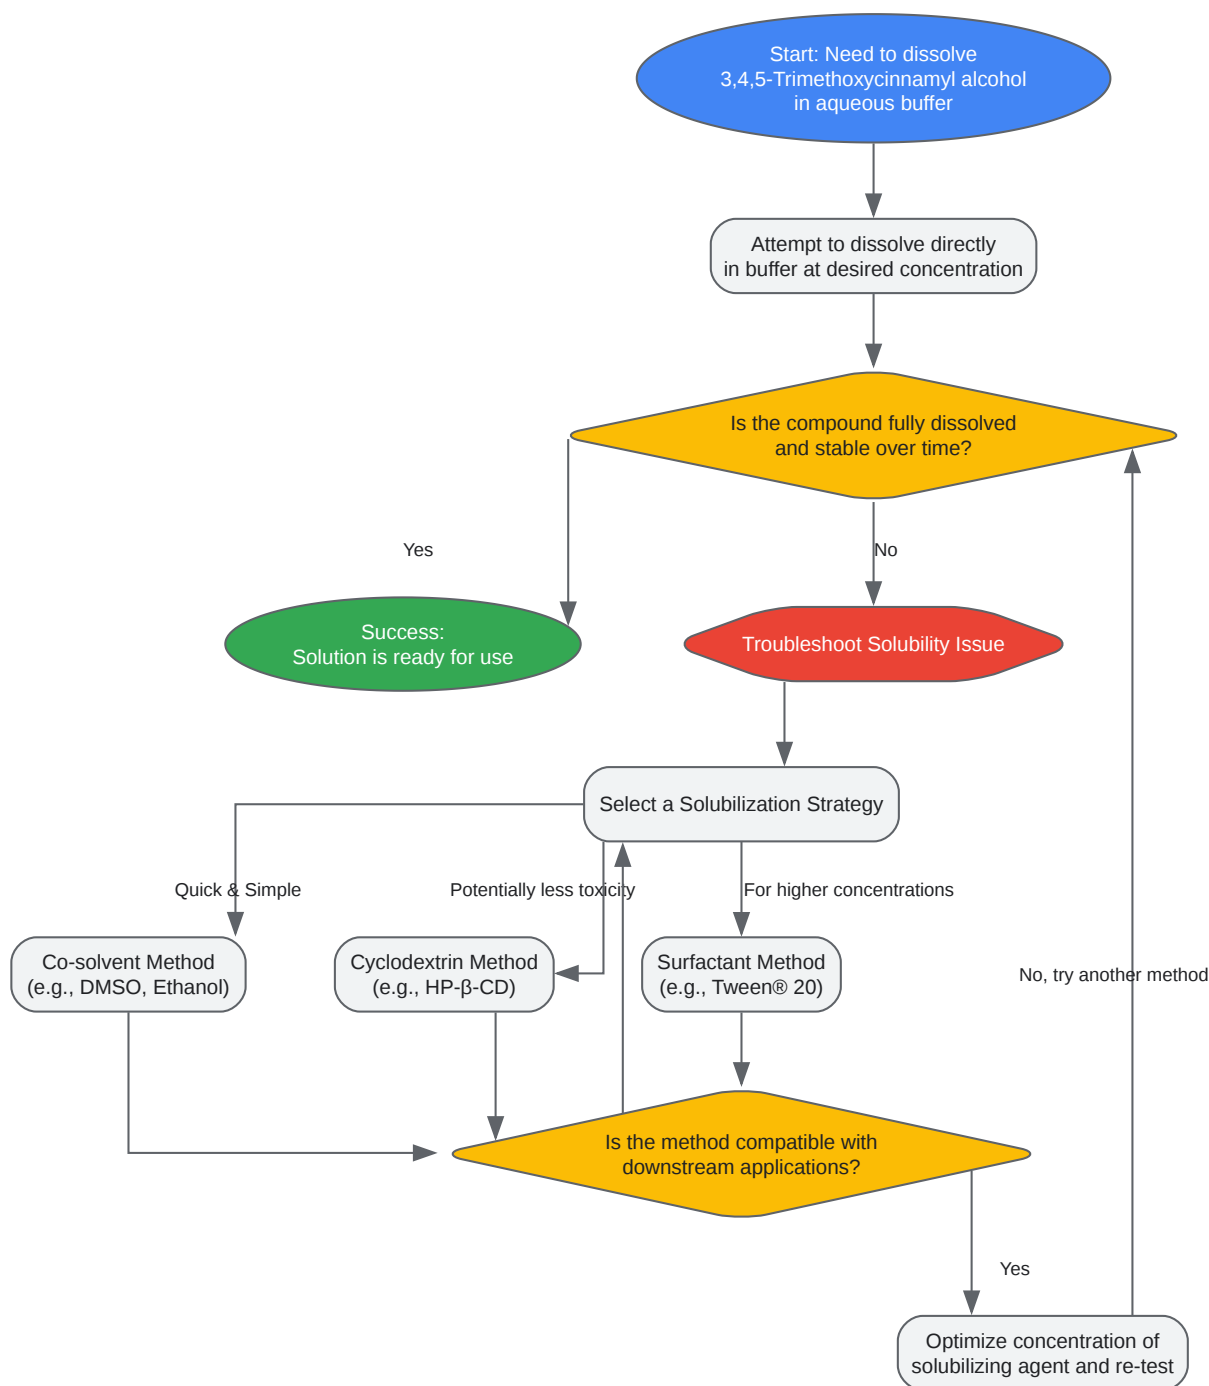 Start: Need to dissolve
3,4,5-Trimethoxycinnamyl alcohol
in aqueous buffer
Attempt to dissolve directly
in buffer at desired concentration
Is the compound fully dissolved
and stable over time?
Yes
No
Success:
Solution is ready for use
Troubleshoot Solubility Issue
Select a Solubilization Strategy
Quick & Simple
Potentially less toxicity
For higher concentrations
Co-solvent Method
(e.g., DMSO, Ethanol)
Cyclodextrin Method
(e.g., HP-β-CD)
Surfactant Method
(e.g., Tween® 20)
No, try another method
Is the method compatible with
downstream applications?
Yes
Optimize concentration of
solubilizing agent and re-test